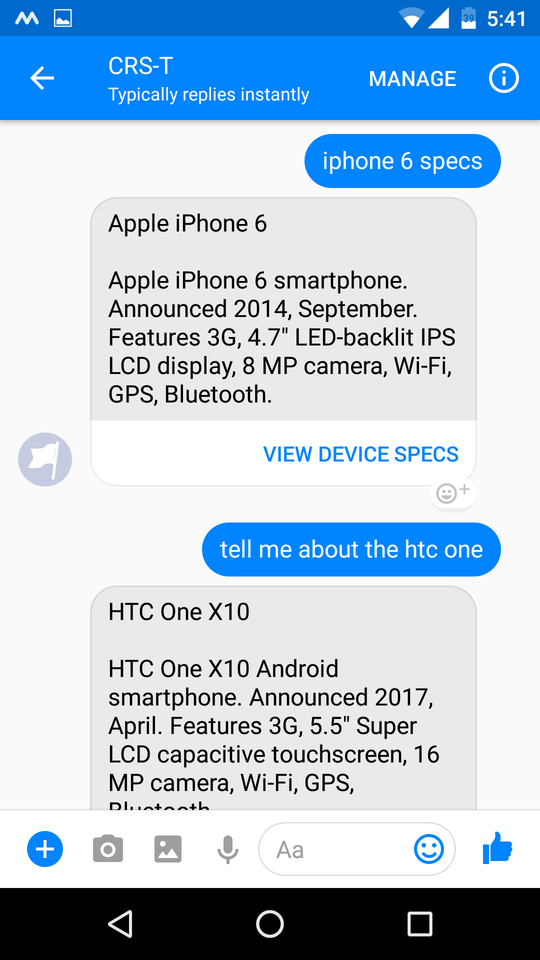 39 5:41
CRS-T
Typically replies instantly
MANAGE
iphone 6 specs
Apple iPhone 6
Apple iPhone 6 smartphone.
Announced 2014, September.
Features 3G, 4.7" LED-backlit IPS
LCD display, 8 MP camera, Wi-Fi,
GPS, Bluetooth.
VIEW DEVICE SPECS
tell me about the htc one
HTC One X10
HTC One X10 Android
smartphone. Announced 2017,
April. Features 3G, 5.5" Super
LCD capacitive touchscreen, 16
MP camera, Wi-Fi, GPS,
Bluetooth
Aa